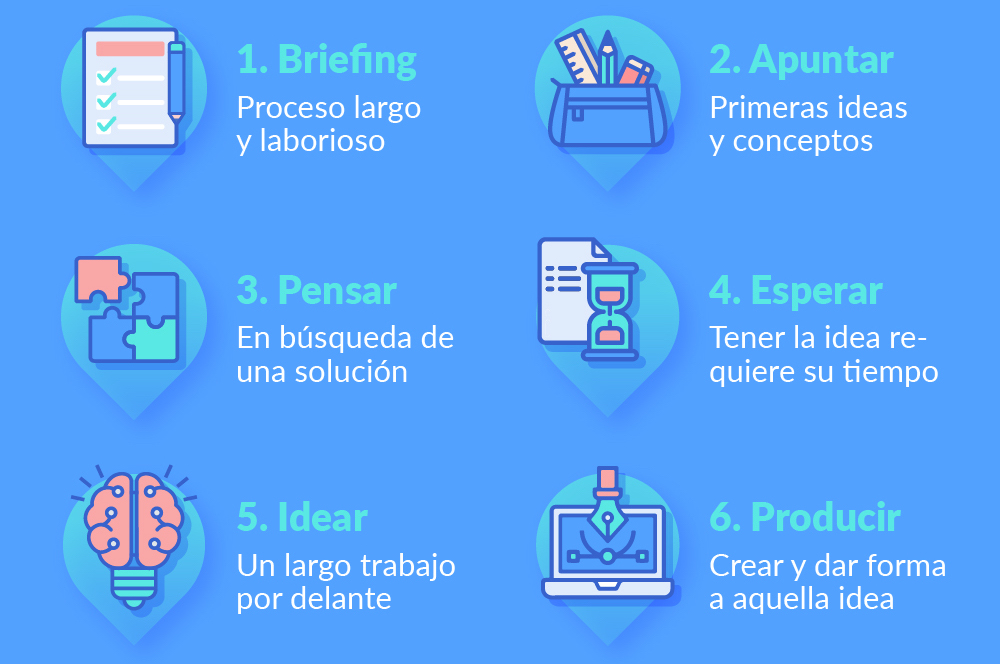 1. Briefing
Proceso largo
y laborioso
2. Apuntar
Primeras ideas
y conceptos
3. Pensar
En búsqueda de
una solución
4. Esperar
Tener la idea re-
quiere su tiempo
5. Idear
Un largo trabajo
por delante
6. Producir
Crear y dar forma
a aquella idea